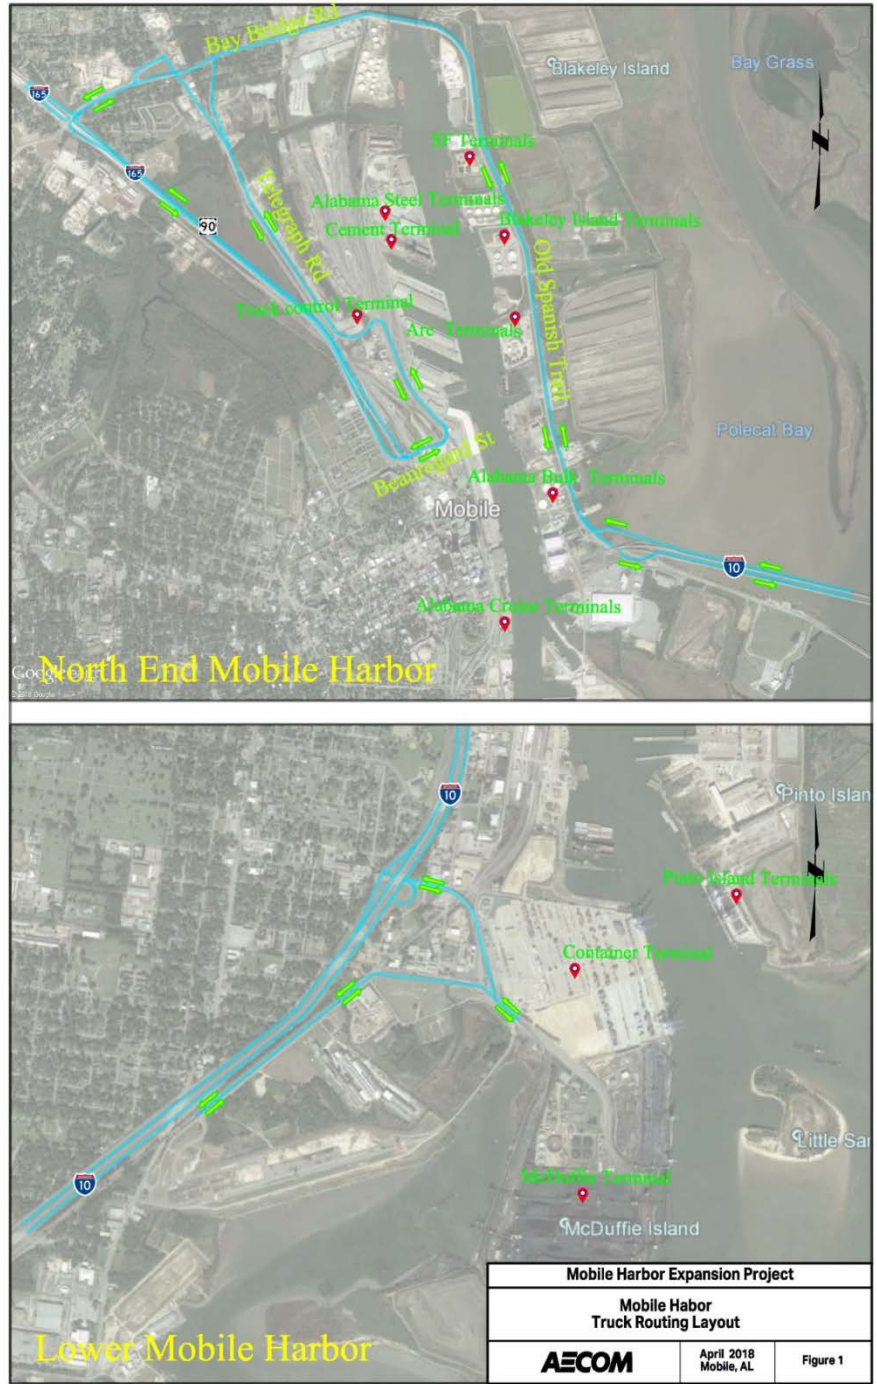 Bay Bridge Rd
Blakeley Island
Bay Grass
165
SF Terminals
165
Alabama Steel Terminals
90
Telegraph Rd
Cement Terminal
Blakeley Island Terminals
Old Spanish Trail
Truck control Terminal
Arc Terminals
Polecat Bay
Beauregard St
Alabama Bulk Terminals
Mobile
10
Alabama Cruise Terminals
Google
North End Mobile Harbor
10
Pinto Islan
Pinto Island Terminals
Container Terminal
Little Sa
10
McDuffie Terminal
McDuffie Island
Mobile Harbor Expansion Project
Mobile Habor
Truck Routing Layout
Lower Mobile Harbor
AECOM
April 2018
Mobile, AL
Figure 1